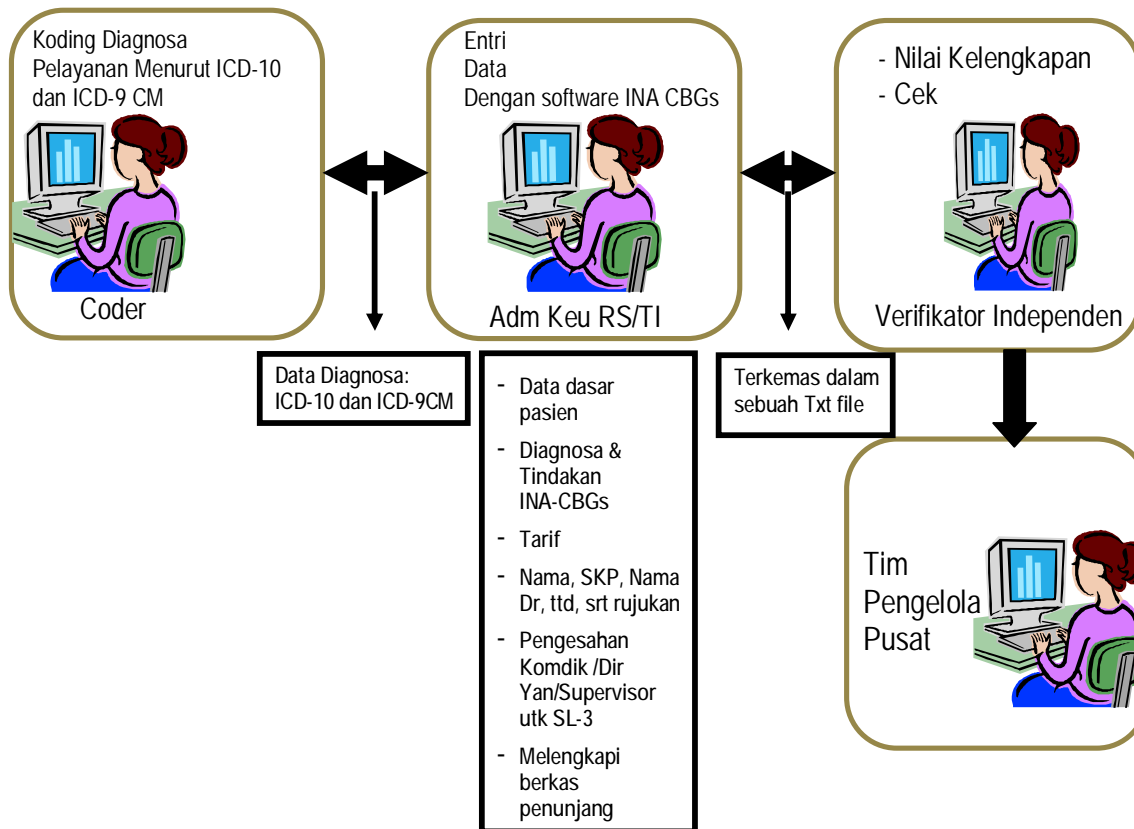 Koding Diagnosa
Pelayanan Menurut ICD-10
dan ICD-9 CM
Coder
Entri
Data
Dengan software INA CBGs
Adm Keu RS/TI
- Nilai Kelengkapan
- Cek
Verifikator Independen
Data Diagnosa:
ICD-10 dan ICD-9CM
- Data dasar
pasien
- Diagnosa &
Tindakan
INA-CBGs
- Tarif
- Nama, SKP, Nama
Dr, ttd, srt rujukan
- Pengesahan
Komdik /Dir
Yan/Supervisor
utk SL-3
- Melengkapi
berkas
penunjang
Terkemas dalam
sebuah Txt file
Tim
Pengelola
Pusat